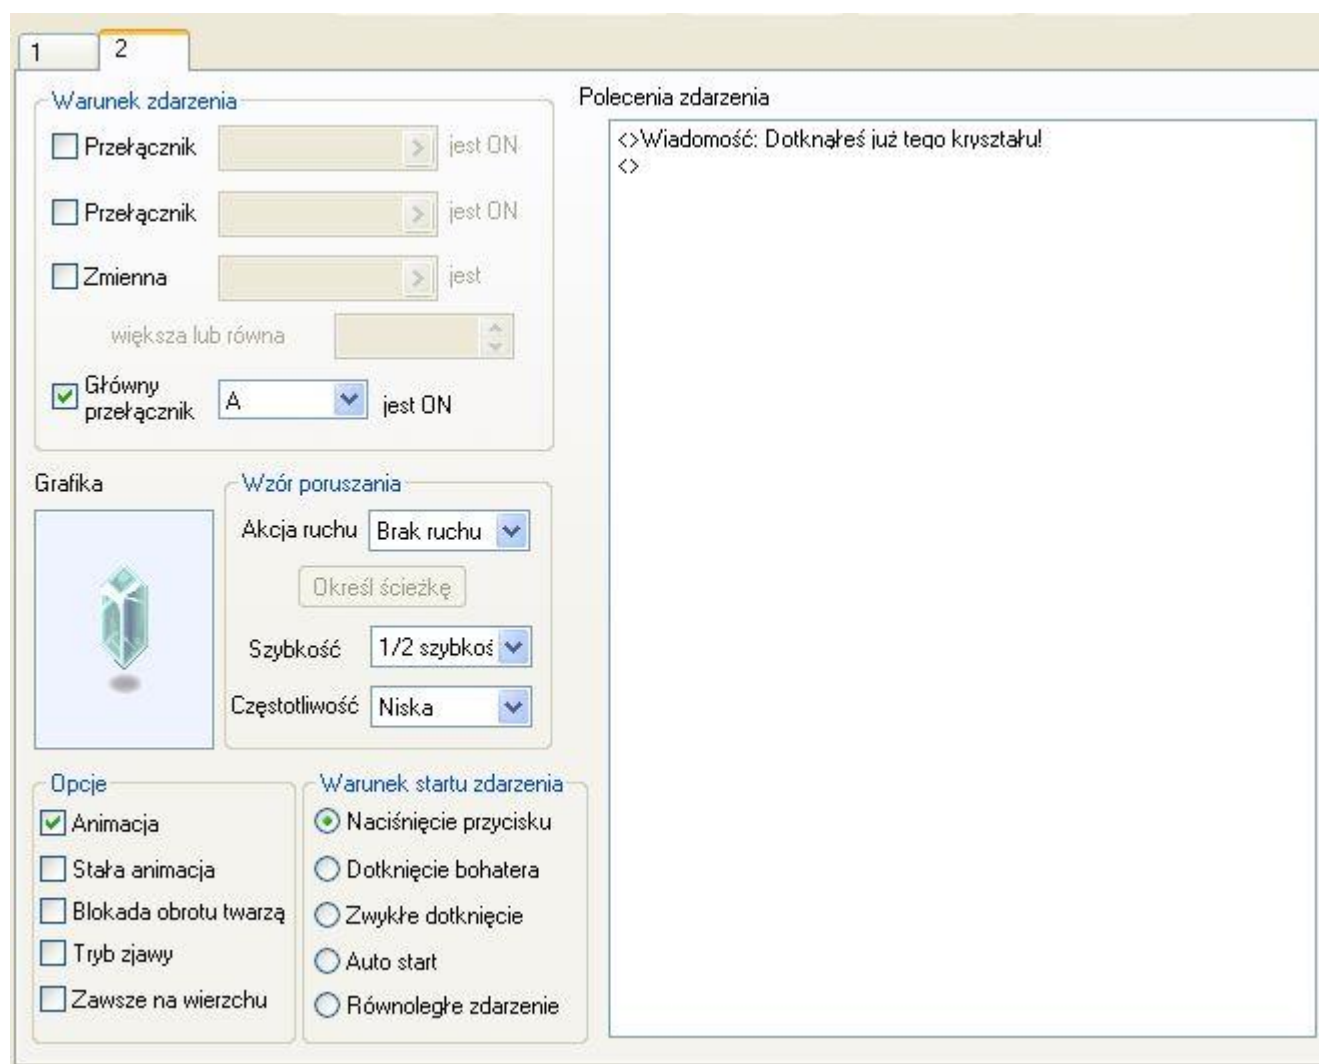 1
2
Warunek zdarzenia
Przełącznik
jest ON
Przełącznik
jest ON
Zmienna
jest
większa lub równa
Główny
przełącznik
A
jest ON
Grafika
Wzór poruszania
Akcja ruchu
Brak ruchu
Określ ścieżkę
Szybkość
1/2 szybkoś
Częstotliwość
Niska
Opcje
Animacja
Stała animacja
Blokada obrotu twarzą
Tryb zjawy
Zawsze na wierzchu
Warunek startu zdarzenia
Naciśnięcie przycisku
Dotknięcie bohatera
Zwykłe dotknięcie
Auto start
Równoległe zdarzenie
Polecenia zdarzenia
<>Wiadomość: Dotknąłeś już tego kryształu!
<>